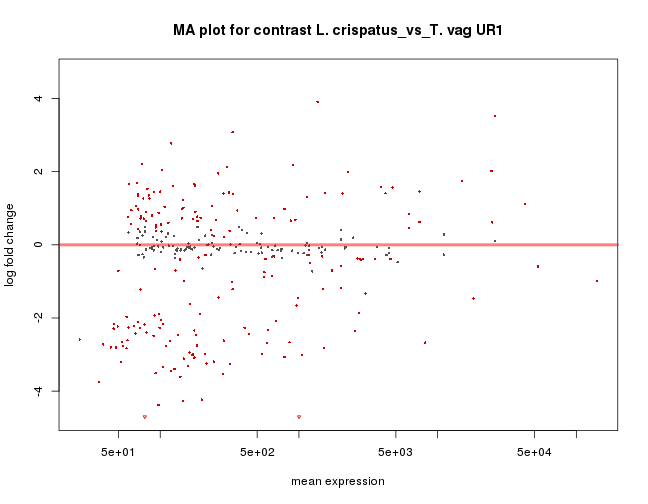 MA plot for contrast L. crispatus_vs_T. vag UR1
log fold change
4
2
0
-2
-4
5e+01
5e+02
5e+03
5e+04
mean expression